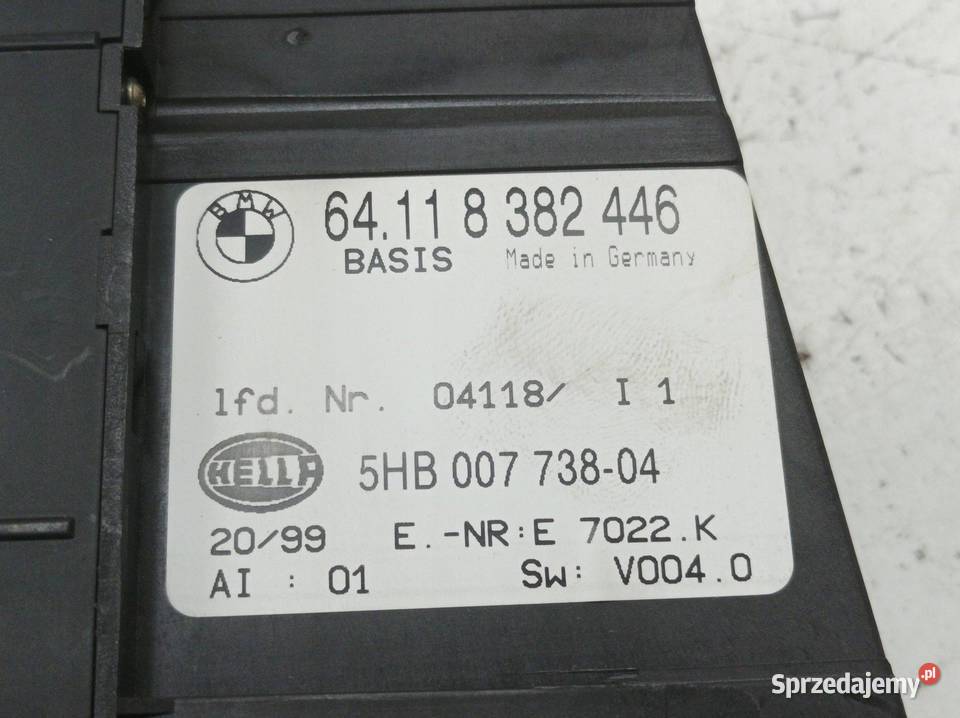 BMW
64.11 8 382 446
BASIS Made in Germany
lfd. Nr. 04118/ I 1
HELLA 5HB 007 738-04
20/99 E.-NR:E 7022.K
AI : 01 Sw: V004.0
Sprzedajemy.pl